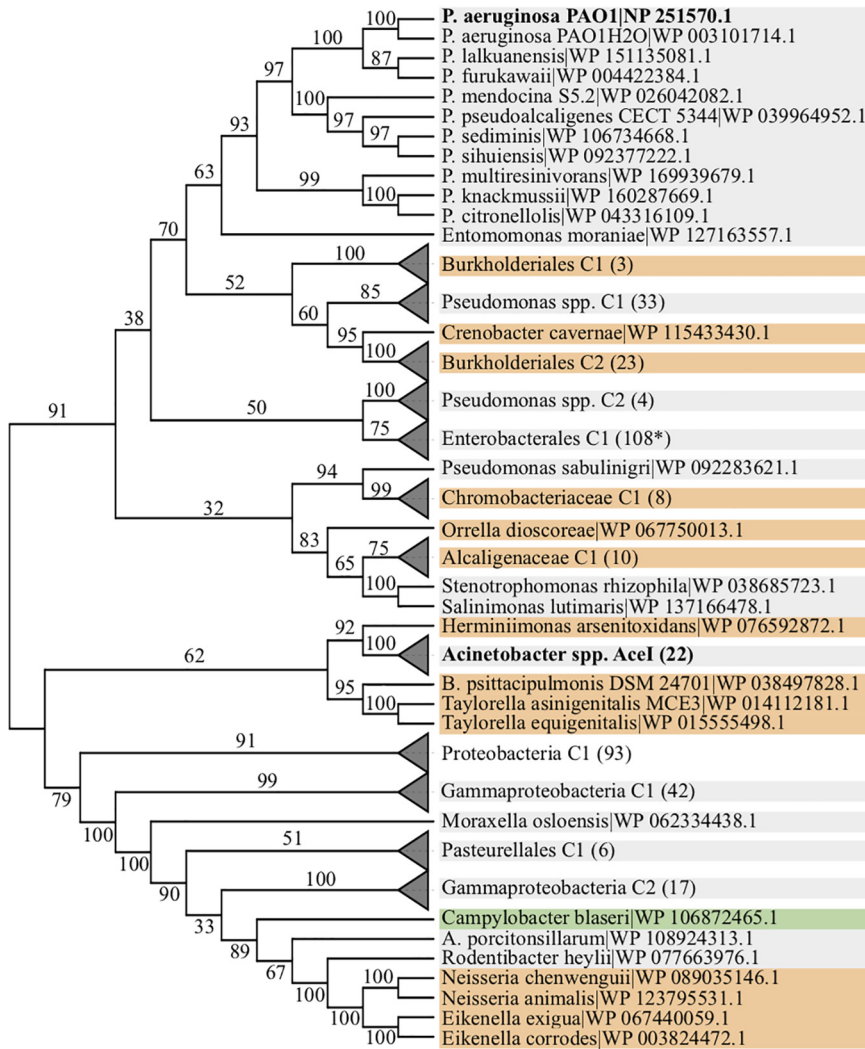 P. aeruginosa PAO1|NP 251570.1
100
P. aeruginosa PAO1H2O|WP 003101714.1
100
P. lalkuanensis|WP 151135081.1
87
P. furukawaii|WP 004422384.1
97
P. mendocina S5.2|WP 026042082.1
100
P. pseudoalcaligenes CECT 5344|WP 039964952.1
97
93
P. sediminis|WP 106734668.1
97
P. sihuiensis|WP 092377222.1
63
P. multiresinivorans|WP 169939679.1
99
P. knackmussii|WP 160287669.1
100
P. citronellolis|WP 043316109.1
70
Entomomonas moraniae|WP 127163557.1
100
Burkholderiales C1 (3)
52
85
Pseudomonas spp. C1 (33)
60
38
Crenobacter cavernae|WP 115433430.1
95
100
Burkholderiales C2 (23)
100
Pseudomonas spp. C2 (4)
50
91
75
Enterobacterales C1 (108*)
Pseudomonas sabulinigri|WP 092283621.1
94
99
Chromobacteriaceae C1 (8)
32
Orrella dioscoreae|WP 067750013.1
83
75
Alcaligenaceae C1 (10)
65
100
Stenotrophomonas rhizophila|WP 038685723.1
Salinimonas lutimaris|WP 137166478.1
92
Herminiimonas arsenitoxidans|WP 076592872.1
100
Acinetobacter spp. AceI (22)
62
95
B. psittacipulmonis DSM 24701|WP 038497828.1
100
Taylorella asinigenitalis MCE3|WP 014112181.1
Taylorella equigenitalis|WP 015555498.1
91
Proteobacteria C1 (93)
79
99
Gammaproteobacteria C1 (42)
100
Moraxella osloensis|WP 062334438.1
100
51
Pasteurellales C1 (6)
90
100
Gammaproteobacteria C2 (17)
33
Campylobacter blaseri|WP 106872465.1
89
A. porcitonsillarum|WP 108924313.1
67
Rodentibacter heylii|WP 077663976.1
100
100
Neisseria chenwenguii|WP 089035146.1
Neisseria animalis|WP 123795531.1
100
Eikenella exigua|WP 067440059.1
100
Eikenella corrodes|WP 003824472.1